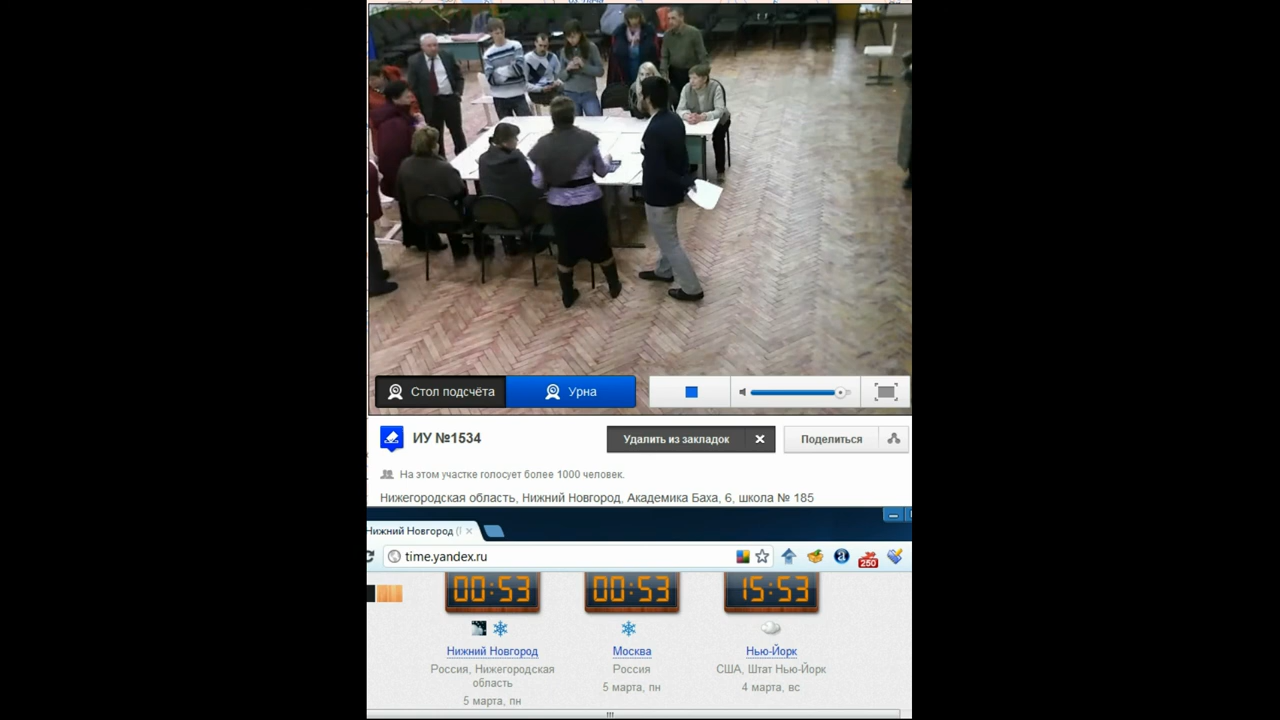 Стол подсчёта
Урна
ИУ №1534
Удалить из закладок
Поделиться
На этом участке голосует более 1000 человек.
Нижегородская область, Нижний Новгород, Академика Баха, 6, школа № 185
Нижний Новгород (
time.yandex.ru
250
00:53 00:53 15:53
Нижний Новгород Москва Нью-Йорк
Россия, Нижегородская Россия США, Штат Нью-Йорк
область 5 марта, пн 4 марта, вс
5 марта, пн